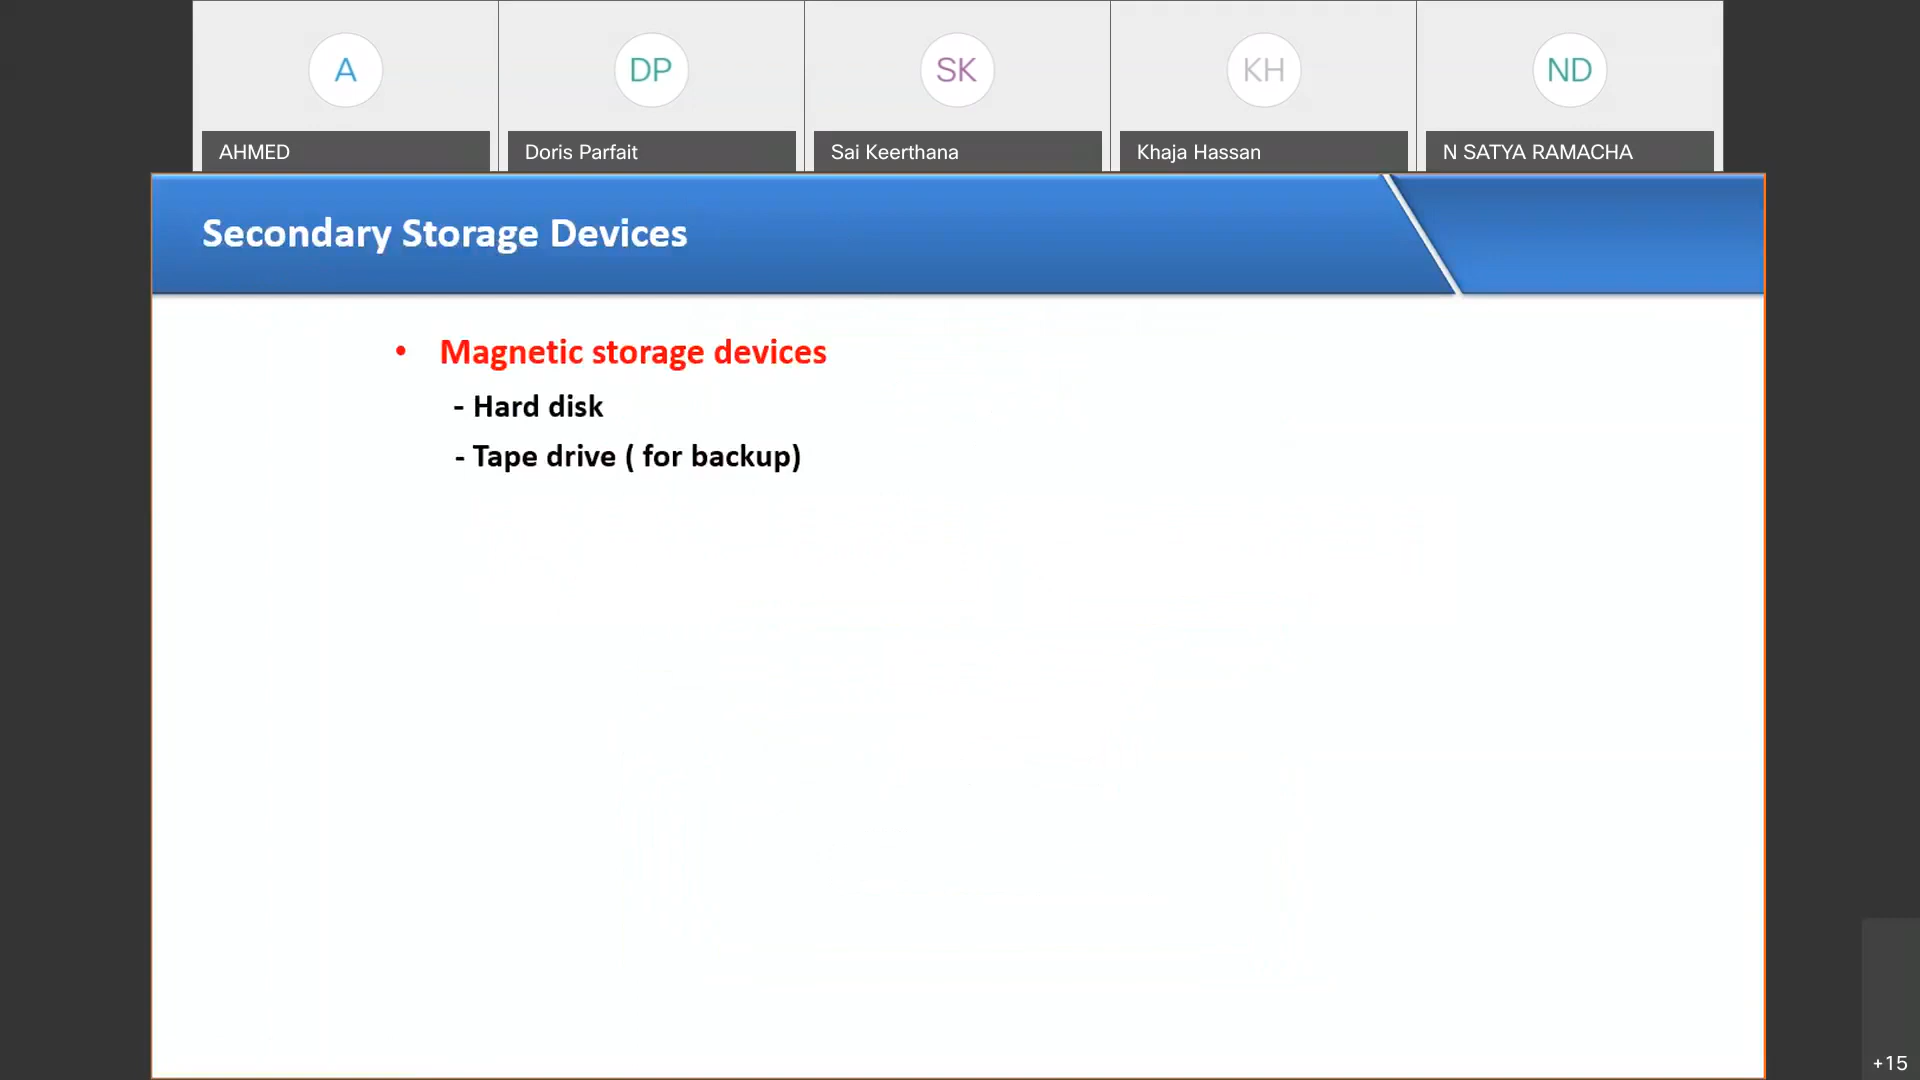 A
DP
SK
KH
ND
AHMED
Doris Parfait
Sai Keerthana
Khaja Hassan
N SATYA RAMACHA
Secondary Storage Devices
• Magnetic storage devices
- Hard disk
- Tape drive ( for backup)
+15